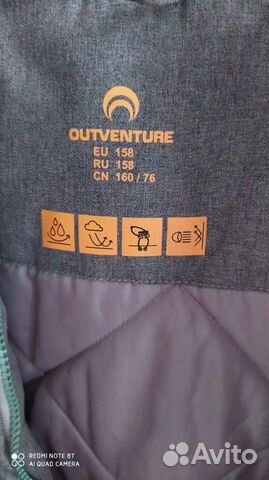 OUTVENTURE
EU 158
RU 158
CN 160 / 76
REDMI NOTE 8T
AI QUAD CAMERA
Avito